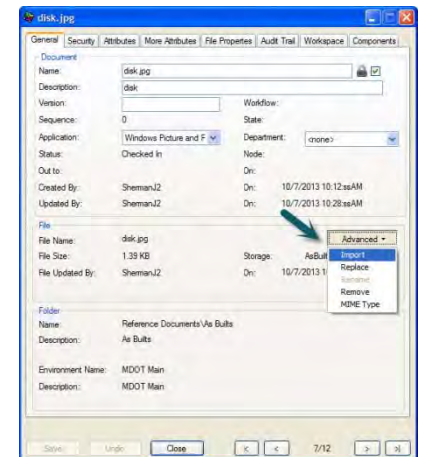 disk.jpg
General Security Attributes More Attributes File Properties Audit Trail Workspace Components
Document
Name: disk.jpg
Description: disk
Version: Workflow:
Sequence: 0 State:
Application: Windows Picture and F Department: <none>
Status: Checked In Node:
Out to: On:
Created By: ShermanJ2 On: 10/7/2013 10:12:ssAM
Updated By: ShermanJ2 On: 10/7/2013 10:28:ssAM
File
File Name: disk.jpg Advanced
File Size: 1.39 KB Storage: AsBuilt Import
File Updated By: ShermanJ2 On: 10/7/2013 1 Replace
Rename
Remove
MIME Type
Folder
Name: Reference Documents\As Builts
Description: As Builts
Environment Name: MDOT Main
Description: MDOT Main
Save Undo Close < < 7/12 > >|